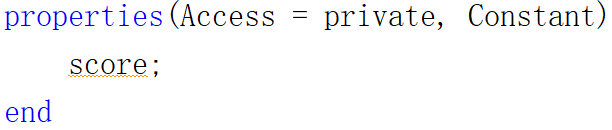 properties(Access = private, Constant)
score;
end